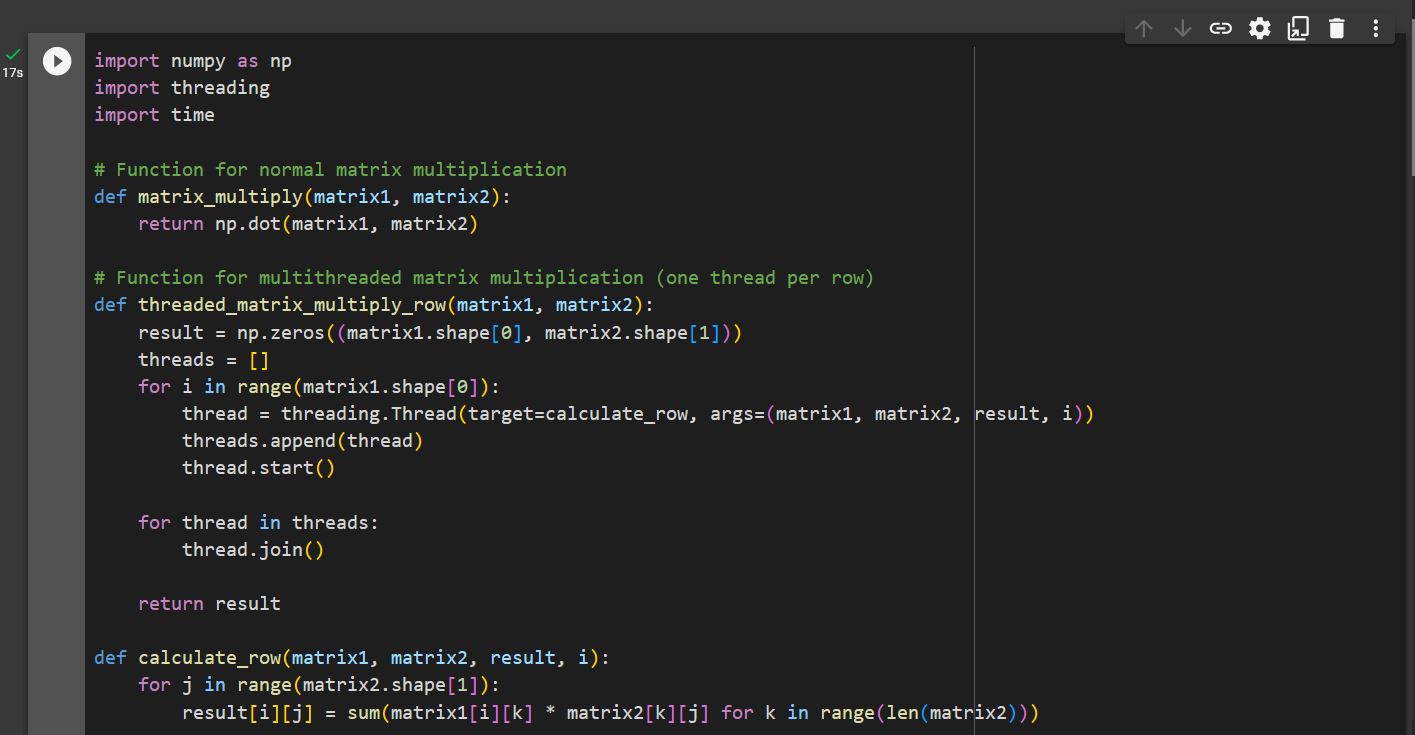 17s
import numpy as np
import threading
import time
# Function for normal matrix multiplication
def matrix_multiply(matrix1, matrix2):
    return np.dot(matrix1, matrix2)
# Function for multithreaded matrix multiplication (one thread per row)
def threaded_matrix_multiply_row(matrix1, matrix2):
    result = np.zeros((matrix1.shape[0], matrix2.shape[1]))
    threads = []
    for i in range(matrix1.shape[0]):
        thread = threading.Thread(target=calculate_row, args=(matrix1, matrix2, result, i))
        threads.append(thread)
        thread.start()
    for thread in threads:
        thread.join()
    return result
def calculate_row(matrix1, matrix2, result, i):
    for j in range(matrix2.shape[1]):
        result[i][j] = sum(matrix1[i][k] * matrix2[k][j] for k in range(len(matrix2)))